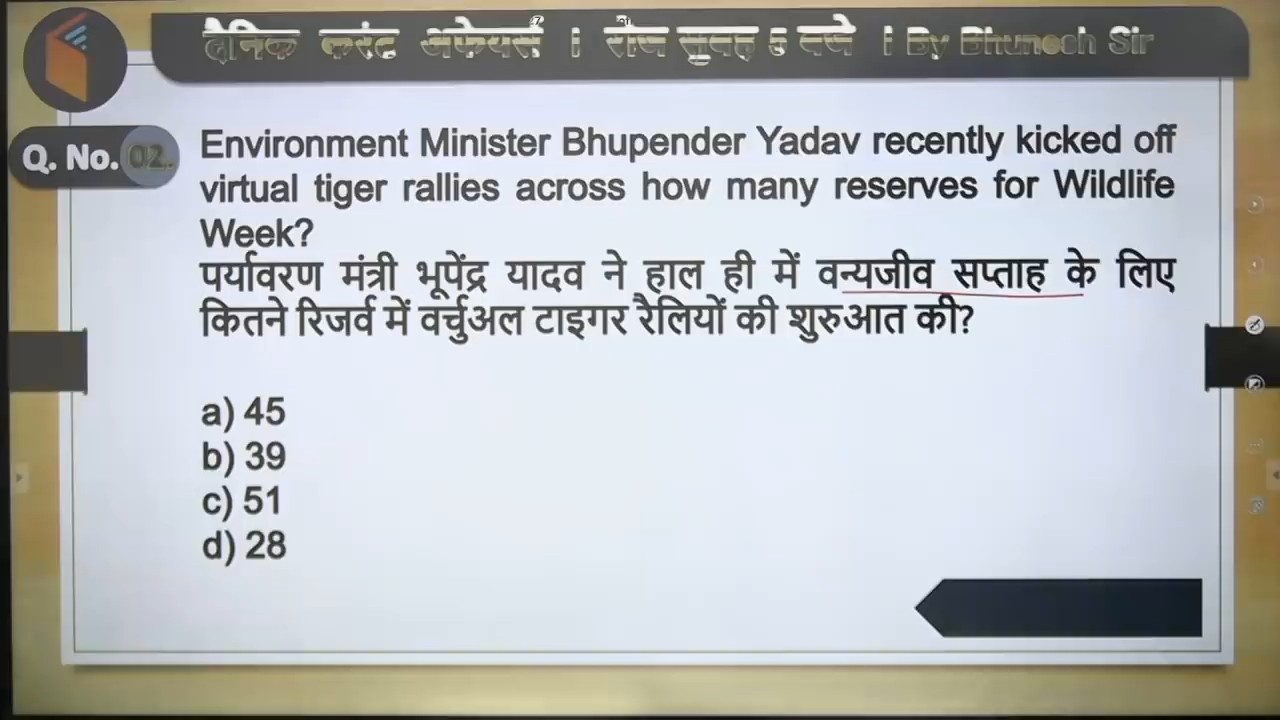 दैनिक करंट अफेयर्स । रोज सुबह 5 बजे । By Bhunesh Sir
Q. No. 02.
Environment Minister Bhupender Yadav recently kicked off
virtual tiger rallies across how many reserves for Wildlife
Week?
पर्यावरण मंत्री भूपेंद्र यादव ने हाल ही में वन्यजीव सप्ताह के लिए
कितने रिजर्व में वर्चुअल टाइगर रैलियों की शुरुआत की?
a) 45
b) 39
c) 51
d) 28